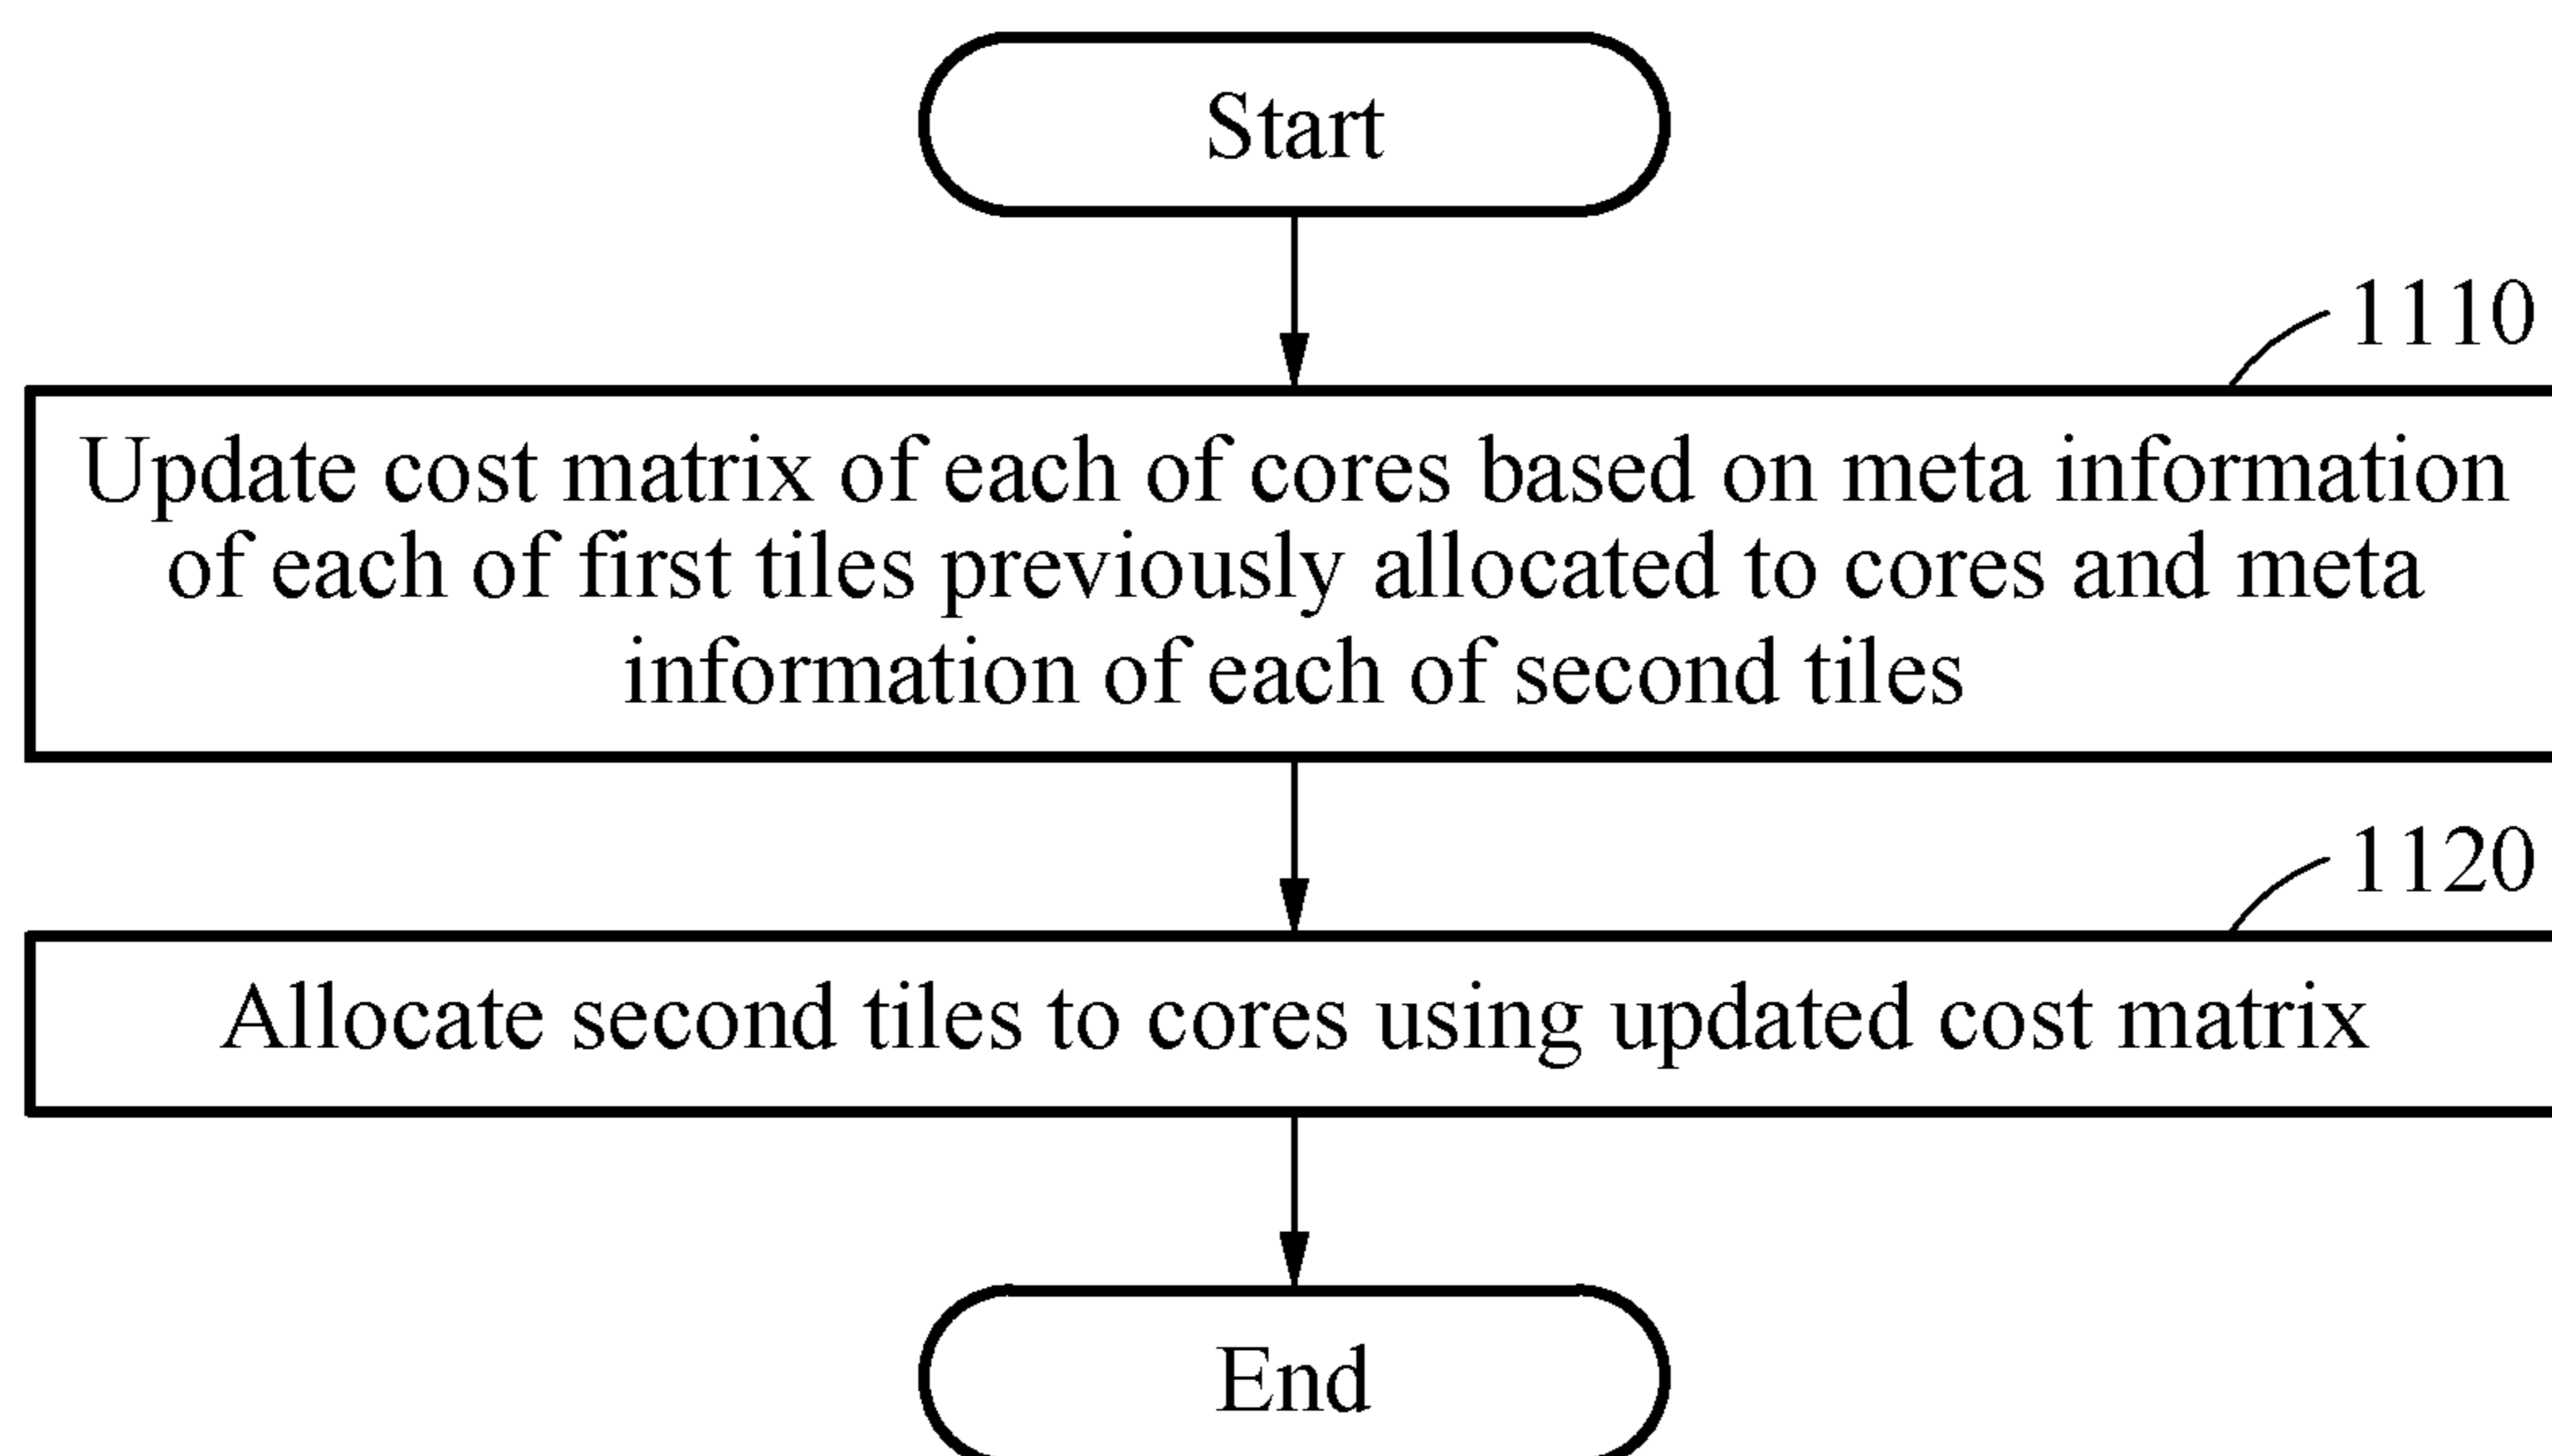 Start
1110
Update cost matrix of each of cores based on meta information
of each of first tiles previously allocated to cores and meta
information of each of second tiles
1120
Allocate second tiles to cores using updated cost matrix
End